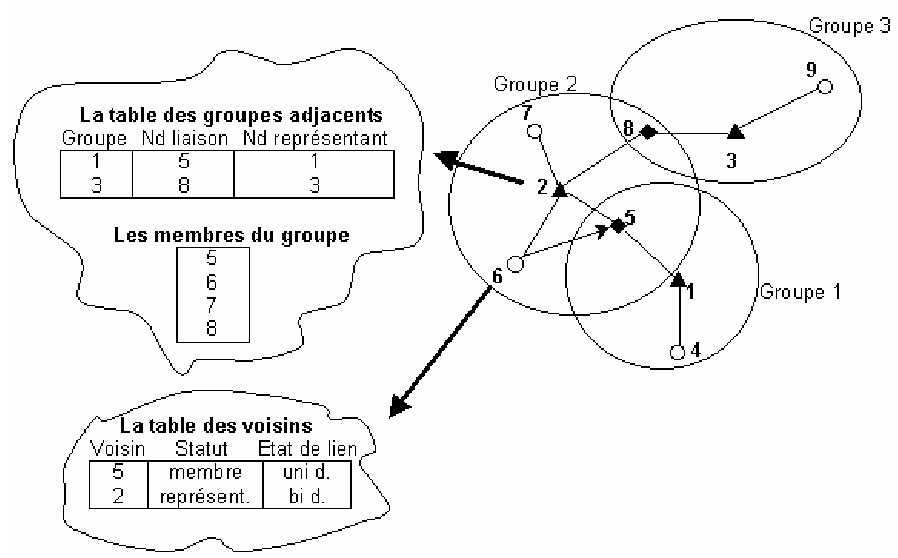 La table des groupes adjacents
Groupe Nd liaison Nd représentant
1 5 1
3 8 3
Les membres du groupe
5
6
7
8
La table des voisins
Voisin Statut Etat de lien
5 membre uni d.
2 représent. bi d.
Groupe 3
9
Groupe 2
7
8
3
2
5
6
1
Groupe 1
4